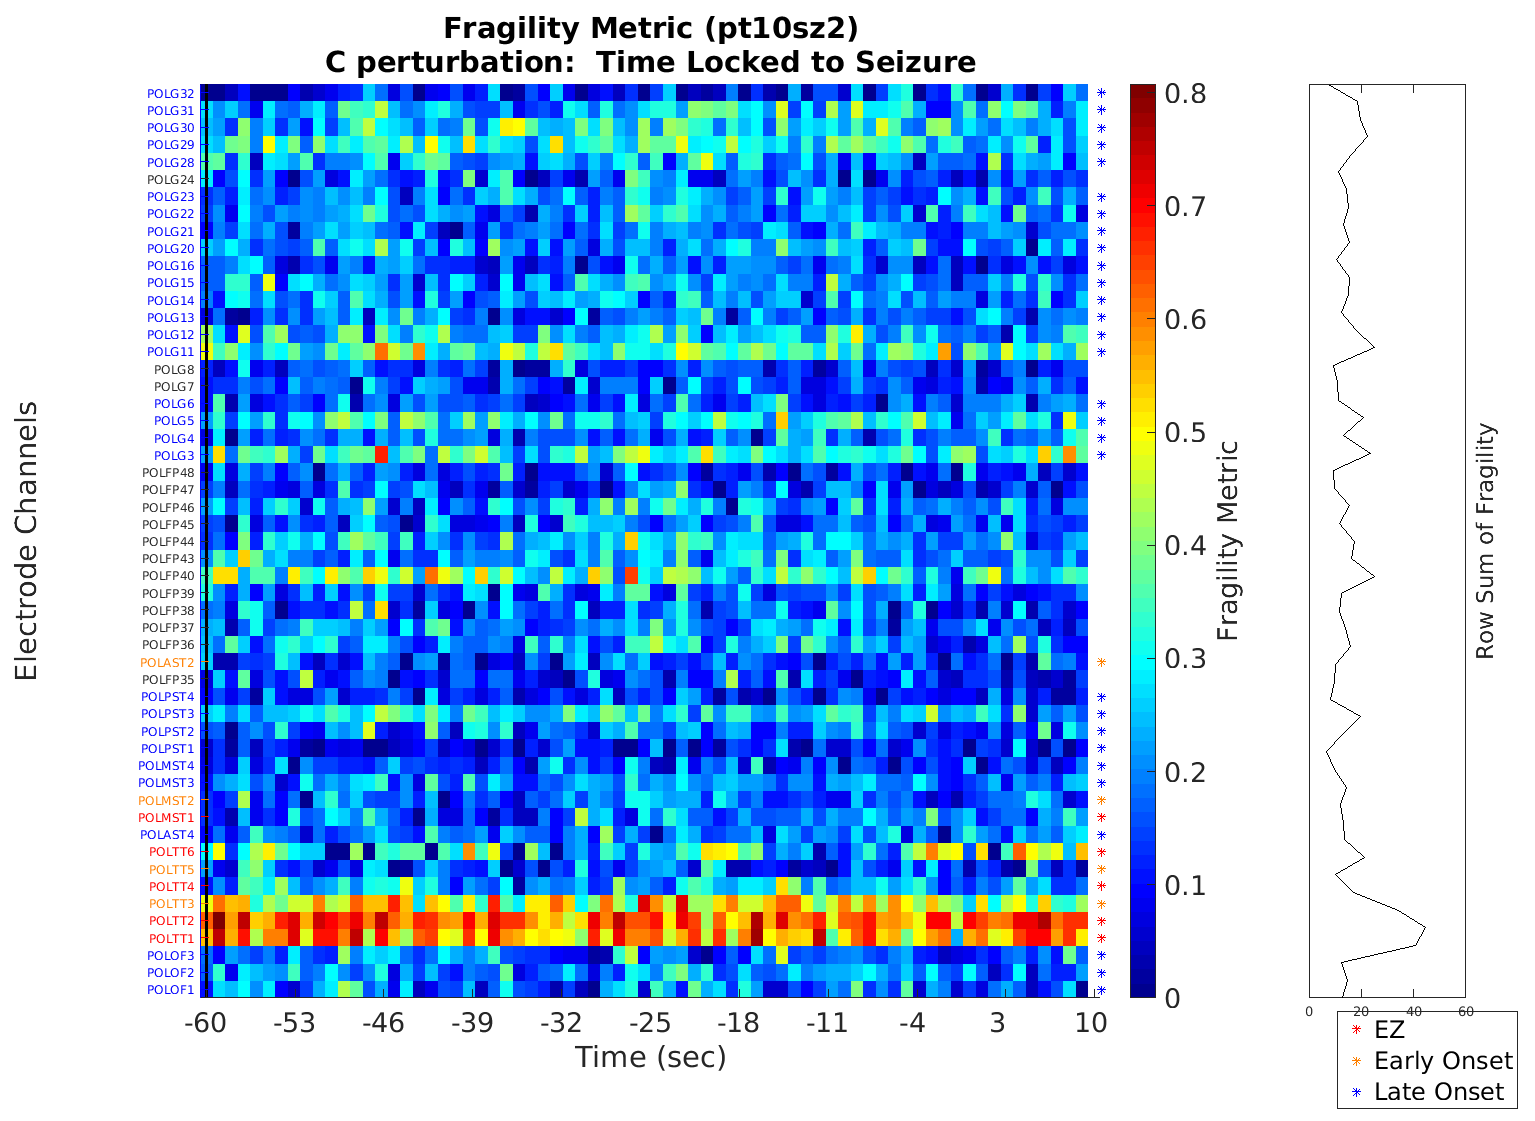 Fragility Metric (pt10sz2)
C perturbation:  Time Locked to Seizure
Electrode Channels
POLG32
POLG31
POLG30
POLG29
POLG28
POLG24
POLG23
POLG22
POLG21
POLG20
POLG16
POLG15
POLG14
POLG13
POLG12
POLG11
POLG8
POLG7
POLG6
POLG5
POLG4
POLG3
POLFP48
POLFP47
POLFP46
POLFP45
POLFP44
POLFP43
POLFP40
POLFP39
POLFP38
POLFP37
POLFP36
POLAST2
POLFP35
POLPST4
POLPST3
POLPST2
POLPST1
POLMST4
POLMST3
POLMST2
POLMST1
POLAST4
POLTT6
POLTT5
POLTT4
POLTT3
POLTT2
POLTT1
POLOF3
POLOF2
POLOF1
-60 -53 -46 -39 -32 -25 -18 -11 -4 3 10
Time (sec)
0.8
0.7
0.6
0.5
0.4
0.3
0.2
0.1
0
Fragility Metric
0 20 40 60
Row Sum of Fragility
EZ
Early Onset
Late Onset